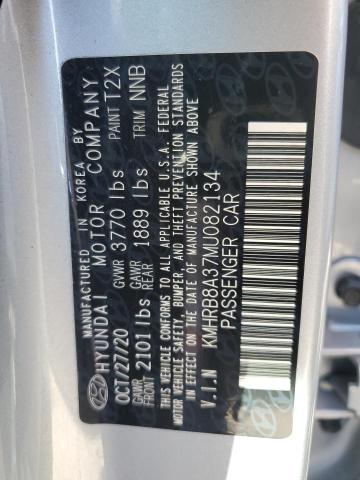 MANUFACTURED IN KOREA BY
HYUNDAI MOTOR COMPANY
OCT/27/20 GVWR 3770 lbs PAINT T2X
GAWR FRONT 2101 lbs GAWR REAR 1889 lbs TRIM NNB
THIS VEHICLE CONFORMS TO ALL APPLICABLE U.S.A. FEDERAL
MOTOR VEHICLE SAFETY, BUMPER, AND THEFT PREVENTION STANDARDS
IN EFFECT ON THE DATE OF MANUFACTURE SHOWN ABOVE
V.I.N KMHRB8A37MU082134
PASSENGER CAR